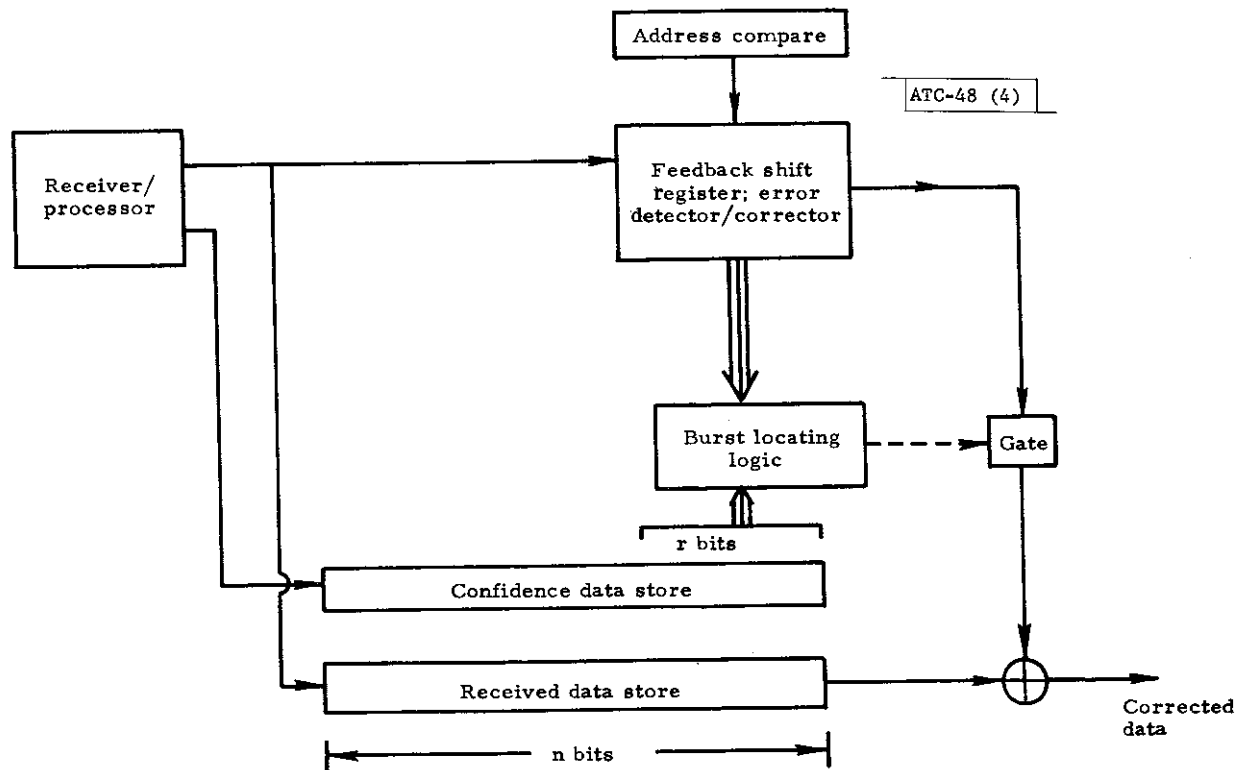 Address compare
ATC-48 (4)
Receiver/
processor
Feedback shift
register; error
detector/corrector
Burst locating
logic
Gate
r bits
Confidence data store
Received data store
Corrected
data
n bits